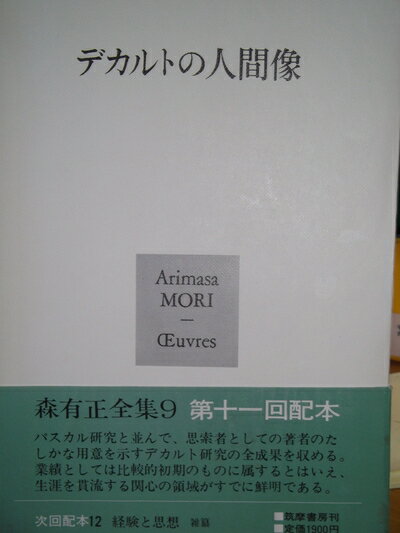 デカルトの人間像
Arimasa
MORI
—
Œuvres
森有正全集9 第十一回配本
パスカル研究と並んで、思索者としての著者のた
しかな用意を示すデカルト研究の全成果を収める。
業績としては比較的初期のものに属するとはいえ、
生涯を貫流する関心の領域がすでに鮮明である。
次回配本12 経験と思想 雑纂
■筑摩書房刊
■定価1900円